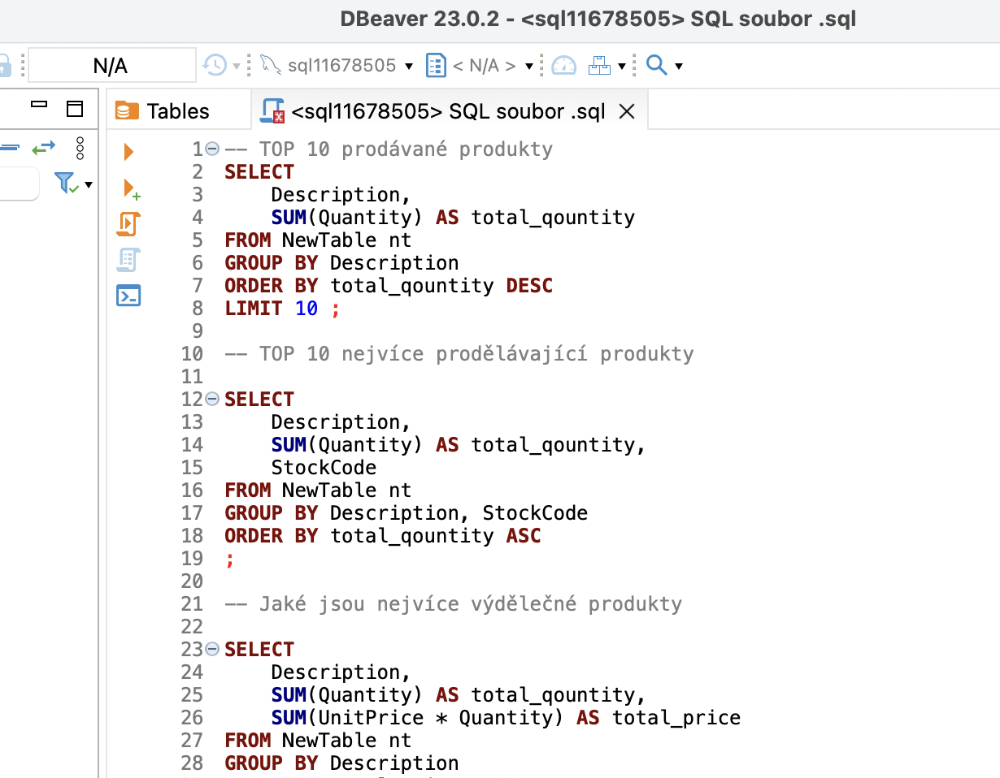 DBeaver 23.0.2 - <sql11678505> SQL soubor .sql
N/A
sql11678505
< N/A >
Tables
<sql11678505> SQL soubor .sql
1 -- TOP 10 prodávané produkty
2 SELECT
3 Description,
4 SUM(Quantity) AS total_qountity
5 FROM NewTable nt
6 GROUP BY Description
7 ORDER BY total_qountity DESC
8 LIMIT 10 ;
9
10 -- TOP 10 nejvíce prodělávající produkty
11
12 SELECT
13 Description,
14 SUM(Quantity) AS total_qountity,
15 StockCode
16 FROM NewTable nt
17 GROUP BY Description, StockCode
18 ORDER BY total_qountity ASC
19 ;
20
21 -- Jaké jsou nejvíce výdělečné produkty
22
23 SELECT
24 Description,
25 SUM(Quantity) AS total_qountity,
26 SUM(UnitPrice * Quantity) AS total_price
27 FROM NewTable nt
28 GROUP BY Description